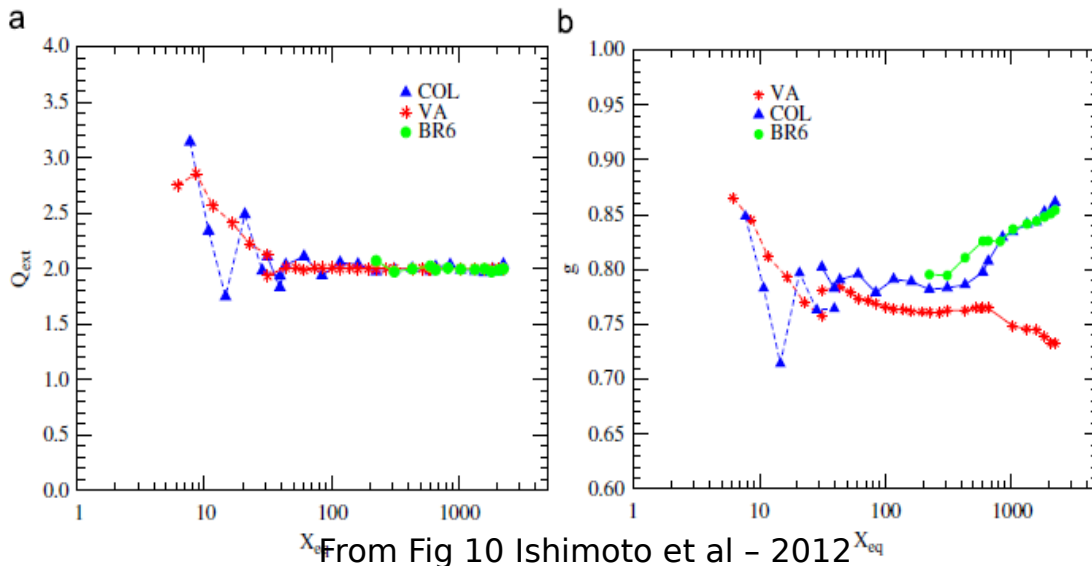 a
4.0
3.5
3.0
2.5
2.0
1.5
1.0
0.5
0.0
Q_ext
COL
VA
BR6
1
10
100
1000
X_eq
b
1.00
0.95
0.90
0.85
0.80
0.75
0.70
0.65
0.60
g
VA
COL
BR6
1
10
100
1000
X_eq
From Fig 10 Ishimoto et al – 2012